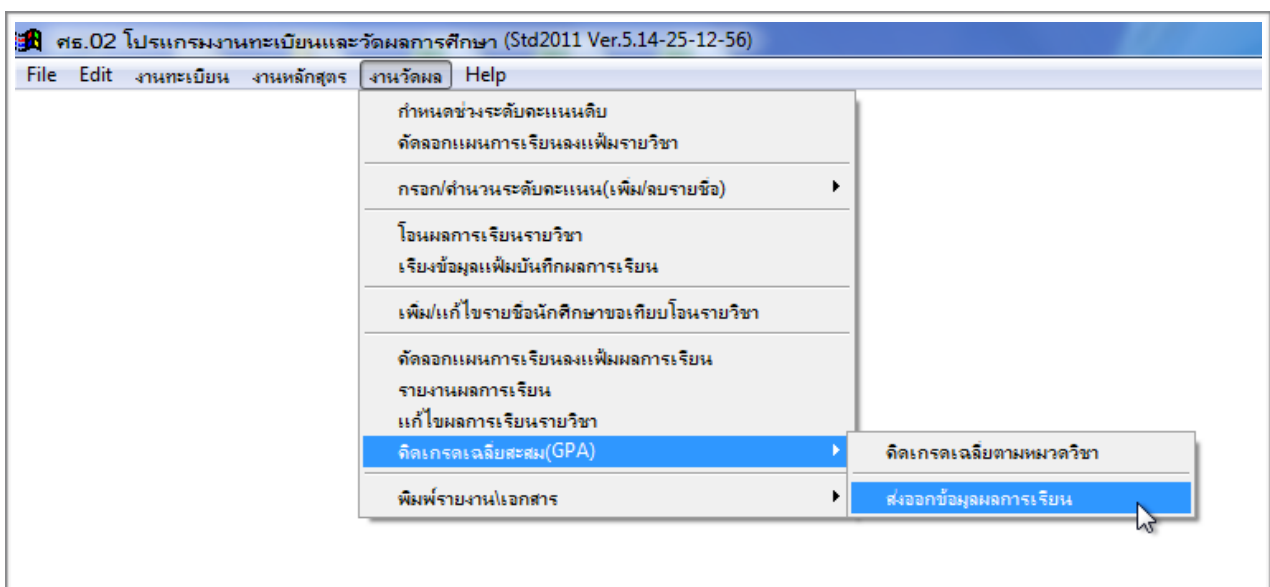 ศธ.02 โปรแกรมงานทะเบียนและวัดผลการศึกษา (Std2011 Ver.5.14-25-12-56)
File Edit งานทะเบียน งานหลักสูตร งานวัดผล Help
กำหนดช่วงระดับคะแนนดิบ
คัดลอกแผนการเรียนลงแฟ้มรายวิชา
กรอก/คำนวนระดับคะแนน(เพิ่ม/ลบรายชื่อ)
โอนผลการเรียนรายวิชา
เรียงข้อมูลแฟ้มบันทึกผลการเรียน
เพิ่ม/แก้ไขรายชื่อนักศึกษาขอเทียบโอนรายวิชา
คัดลอกแผนการเรียนลงแฟ้มผลการเรียน
รายงานผลการเรียน
แก้ไขผลการเรียนรายวิชา
คิดเกรดเฉลี่ยสะสม(GPA)
คิดเกรดเฉลี่ยตามหมวดวิชา
ส่งออกข้อมูลผลการเรียน
พิมพ์รายงาน\เอกสาร